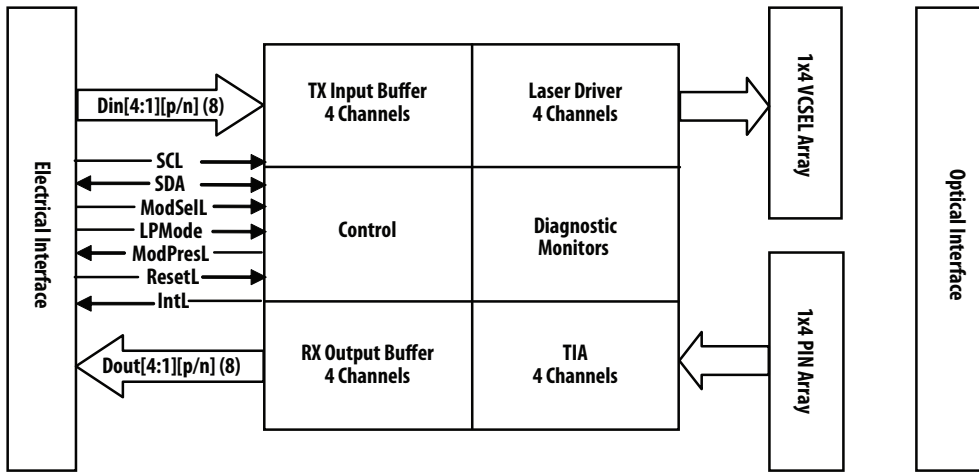 Electrical Interface
Din[4:1][p/n] (8)
SCL
SDA
ModSelL
LPMode
ModPresL
ResetL
IntL
Dout[4:1][p/n] (8)
TX Input Buffer
4 Channels
Laser Driver
4 Channels
Control
Diagnostic
Monitors
RX Output Buffer
4 Channels
TIA
4 Channels
1x4 VCSEL Array
1x4 PIN Array
Optical Interface